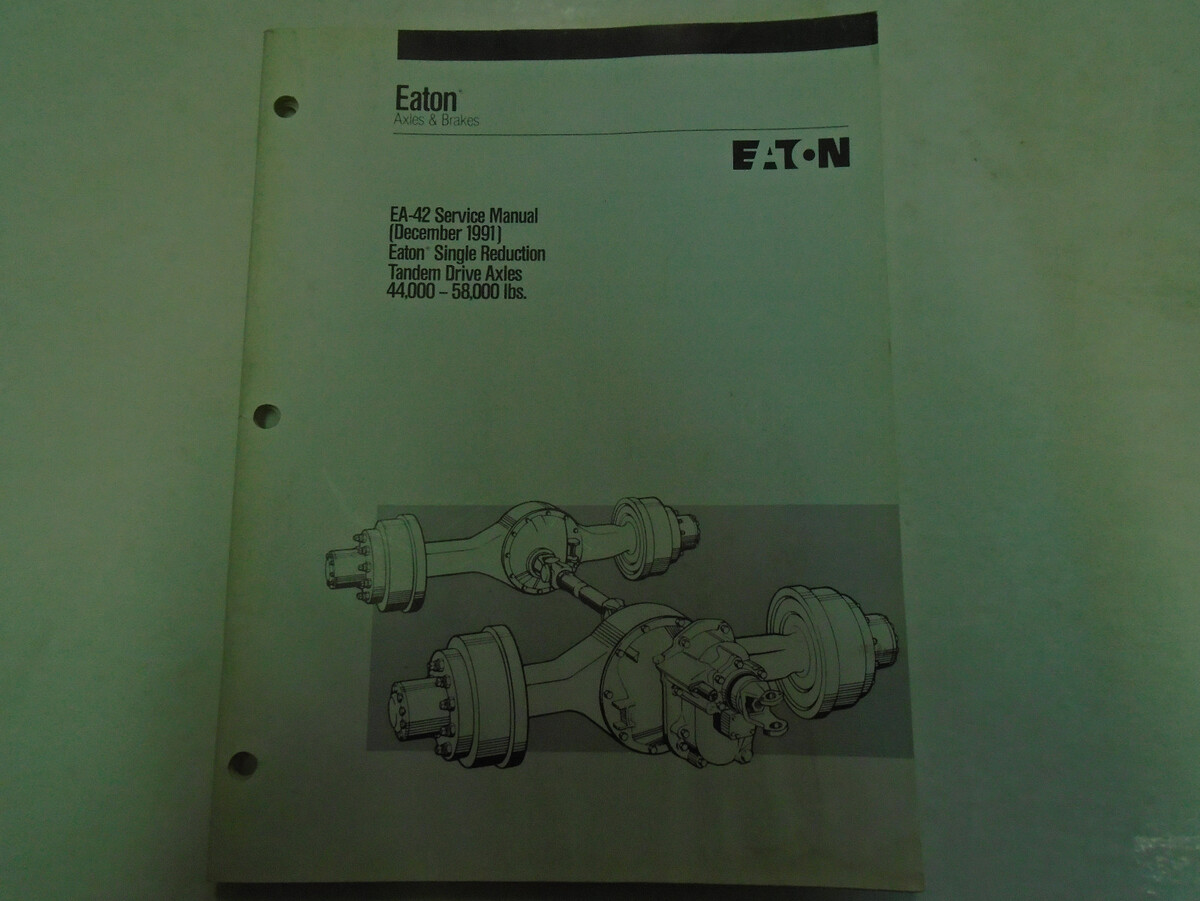 Eaton®
Axles & Brakes
EATON
EA-42 Service Manual
(December 1991)
Eaton® Single Reduction
Tandem Drive Axles
44,000 – 58,000 lbs.